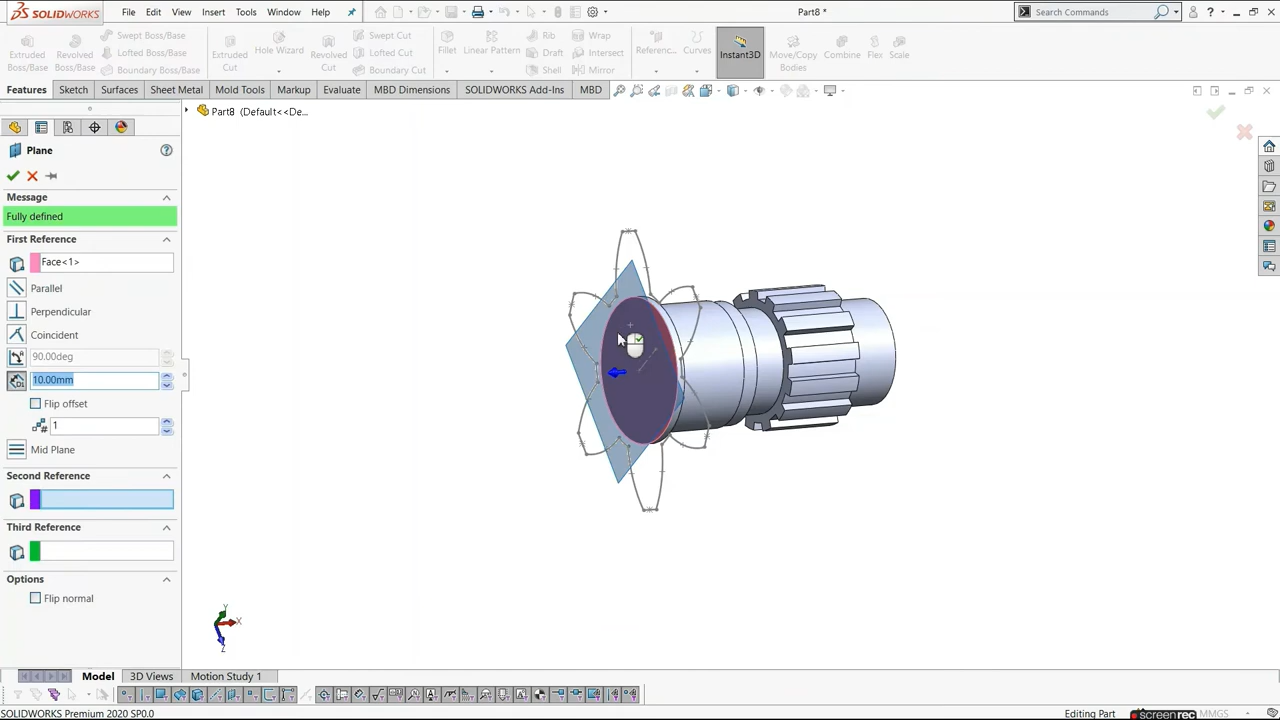 SOLIDWORKS
File
Edit
View
Insert
Tools
Window
Help
Part8 *
Search Commands
Extruded
Boss/Base
Revolved
Boss/Base
Swept Boss/Base
Lofted Boss/Base
Boundary Boss/Base
Extruded
Cut
Hole Wizard
Revolved
Cut
Swept Cut
Lofted Cut
Boundary Cut
Fillet
Linear Pattern
Rib
Draft
Shell
Wrap
Intersect
Mirror
Referenc...
Curves
Instant3D
Move/Copy
Bodies
Combine
Flex
Scale
Features
Sketch
Surfaces
Sheet Metal
Mold Tools
Markup
Evaluate
MBD Dimensions
SOLIDWORKS Add-Ins
MBD
Part8 (Default<<De...
Plane
Message
Fully defined
First Reference
Face<1>
Parallel
Perpendicular
Coincident
90.00deg
10.00mm
Flip offset
1
Mid Plane
Second Reference
Third Reference
Options
Flip normal
Y
X
Z
Model
3D Views
Motion Study 1
SOLIDWORKS Premium 2020 SP0.0
Editing Part
screenrec
MMGS